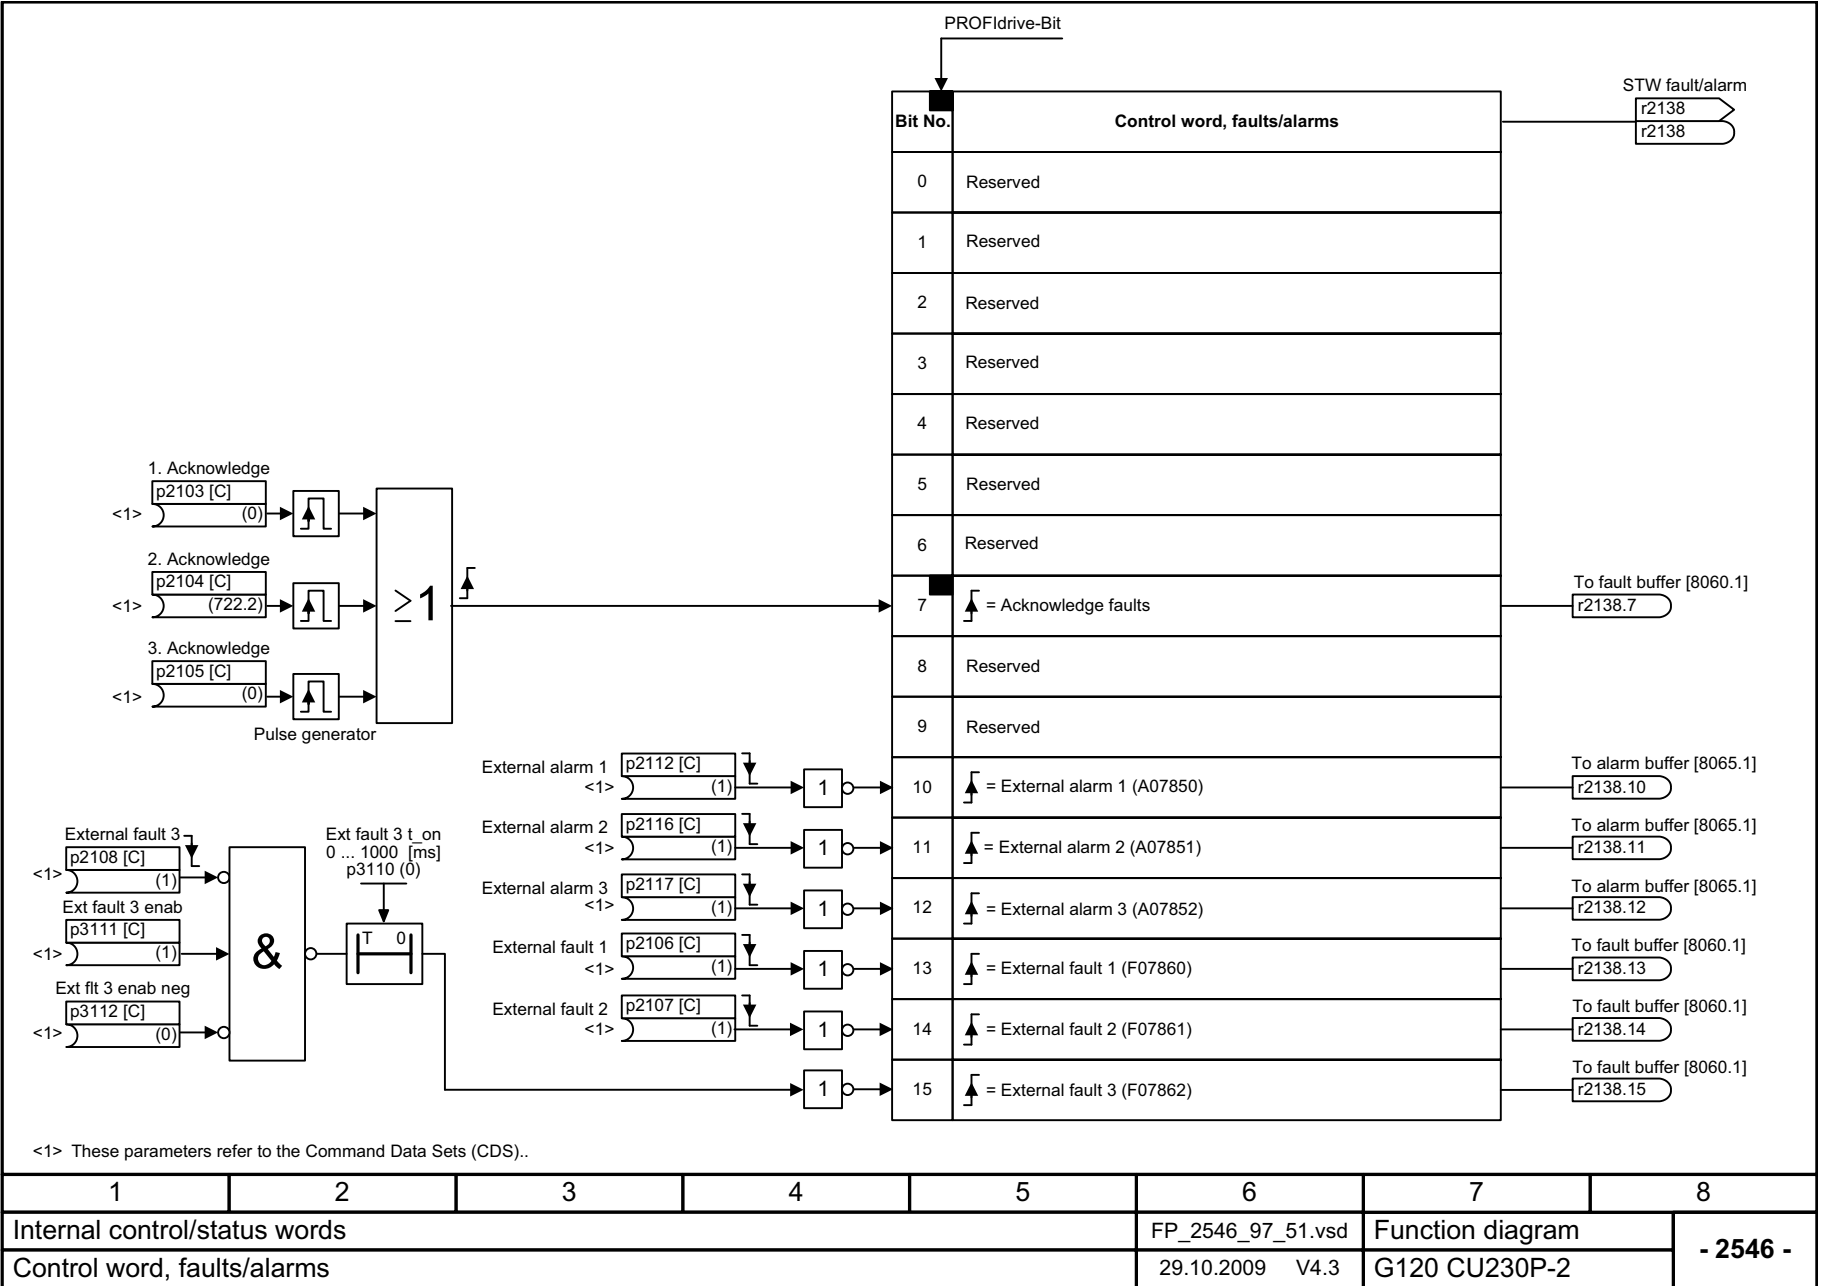 PROFIdrive-Bit
STW fault/alarm
r2138
r2138
Bit No. Control word, faults/alarms
0 Reserved
1 Reserved
2 Reserved
3 Reserved
4 Reserved
5 Reserved
6 Reserved
1. Acknowledge
p2103 [C]
<1> (0)
2. Acknowledge
p2104 [C]
<1> (722.2)
≥1
3. Acknowledge
p2105 [C]
<1> (0)
Pulse generator
7 = Acknowledge faults
To fault buffer [8060.1]
r2138.7
8 Reserved
9 Reserved
External alarm 1 p2112 [C]
<1> (1) 1 10 = External alarm 1 (A07850)
To alarm buffer [8065.1]
r2138.10
External alarm 2 p2116 [C]
<1> (1) 1 11 = External alarm 2 (A07851)
To alarm buffer [8065.1]
r2138.11
External alarm 3 p2117 [C]
<1> (1) 1 12 = External alarm 3 (A07852)
To alarm buffer [8065.1]
r2138.12
External fault 1 p2106 [C]
<1> (1) 1 13 = External fault 1 (F07860)
To fault buffer [8060.1]
r2138.13
External fault 2 p2107 [C]
<1> (1) 1 14 = External fault 2 (F07861)
To fault buffer [8060.1]
r2138.14
External fault 3
p2108 [C]
<1> (1)
Ext fault 3 enab
p3111 [C]
<1> (1)
Ext flt 3 enab neg
p3112 [C]
<1> (0)
&
Ext fault 3 t_on
0 ... 1000 [ms]
p3110 (0)
T 0
1 15 = External fault 3 (F07862)
To fault buffer [8060.1]
r2138.15
<1> These parameters refer to the Command Data Sets (CDS)..
1 2 3 4 5 6 7 8
Internal control/status words FP_2546_97_51.vsd Function diagram
- 2546 -
Control word, faults/alarms 29.10.2009 V4.3 G120 CU230P-2